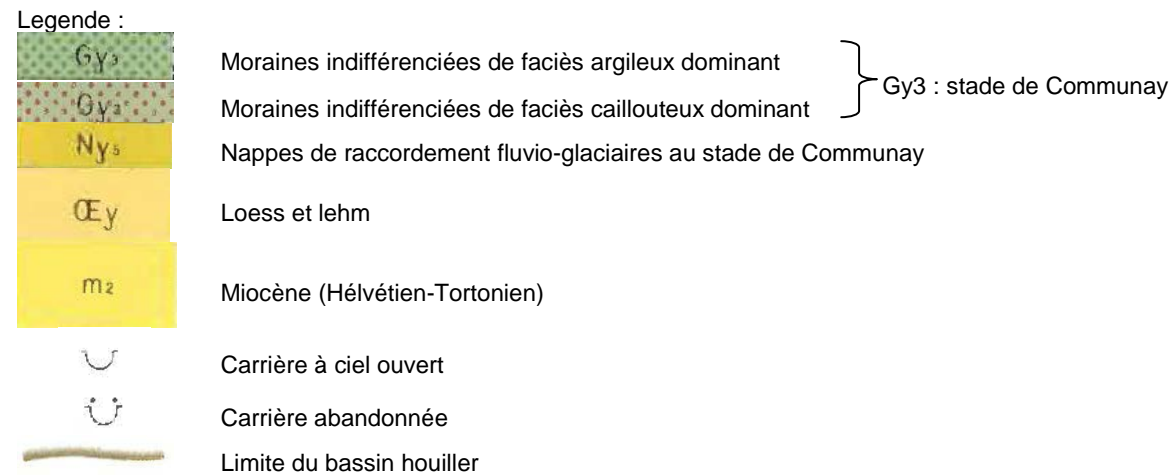 Legende :
Gy3 Moraines indifférenciées de faciès argileux dominant
Gy3 Moraines indifférenciées de faciès caillouteux dominant
Gy3 : stade de Communay
Ny5 Nappes de raccordement fluvio-glaciaires au stade de Communay
Œy Loess et lehm
m2 Miocène (Hélvétien-Tortonien)
Carrière à ciel ouvert
Carrière abandonnée
Limite du bassin houiller